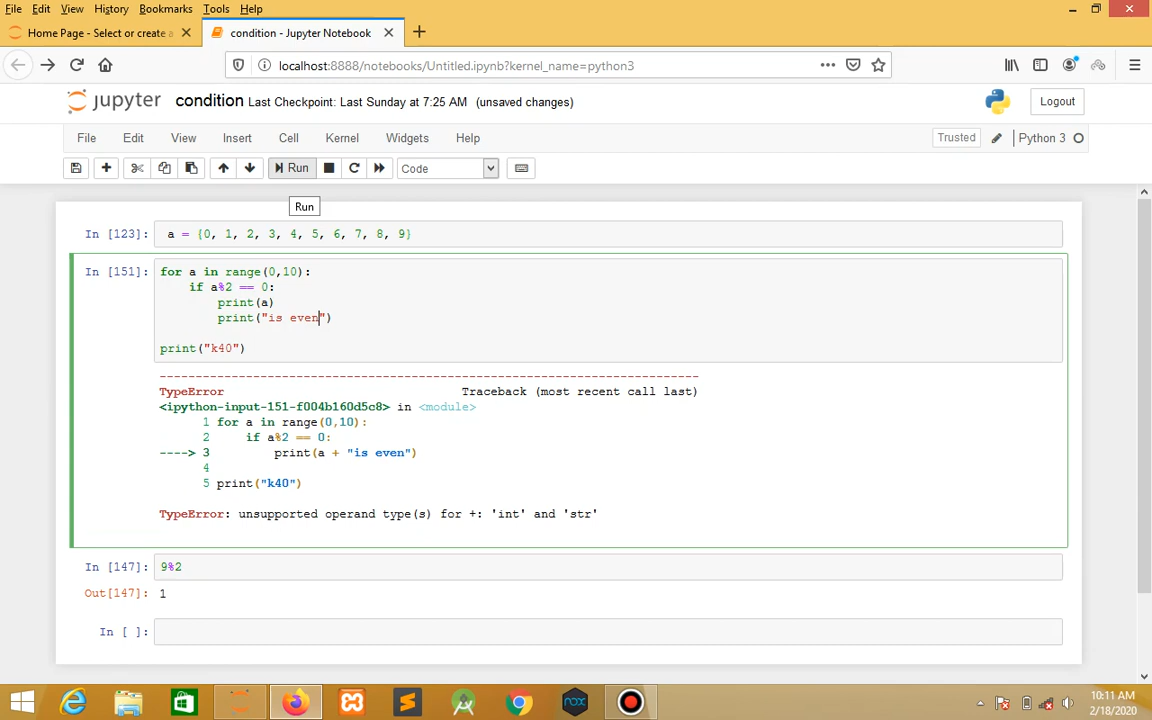 File Edit View History Bookmarks Tools Help
Home Page - Select or create a
condition - Jupyter Notebook
localhost:8888/notebooks/Untitled.ipynb?kernel_name=python3
jupyter condition Last Checkpoint: Last Sunday at 7:25 AM (unsaved changes)
Logout
File Edit View Insert Cell Kernel Widgets Help
Trusted Python 3
Run Code
Run
In [123]: a = {0, 1, 2, 3, 4, 5, 6, 7, 8, 9}
In [151]: for a in range(0,10):
if a%2 == 0:
print(a)
print("is even")
print("k40")
---------------------------------------------------------------------------
TypeError Traceback (most recent call last)
<ipython-input-151-f004b160d5c8> in <module>
1 for a in range(0,10):
2 if a%2 == 0:
----> 3 print(a + "is even")
4
5 print("k40")
TypeError: unsupported operand type(s) for +: 'int' and 'str'
In [147]: 9%2
Out[147]: 1
In [ ]:
nox
10:11 AM
2/18/2020